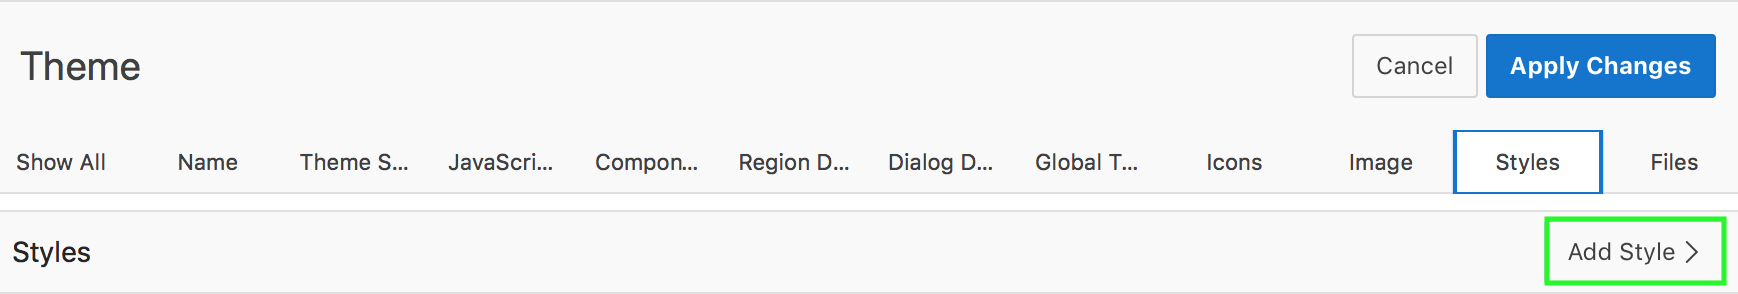 Theme
Cancel
Apply Changes
Show All Name Theme S... JavaScri... Compon... Region D... Dialog D... Global T... Icons Image Styles Files
Styles
Add Style >